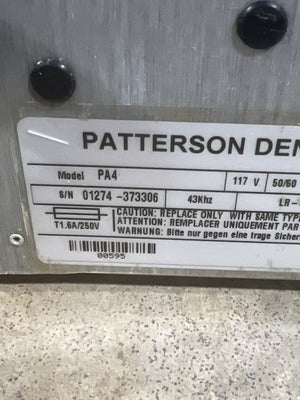 PATTERSON DEN
Model PA4 117 V 50/60
S/N 01274 -373306 43Khz LR-
T1.6A/250V
CAUTION: REPLACE ONLY WITH SAME TYP
ATTENTION: REMPLACER UNIQUEMENT PAR
WARNUNG: Bitte nur gegen eine trage Sicher
00595